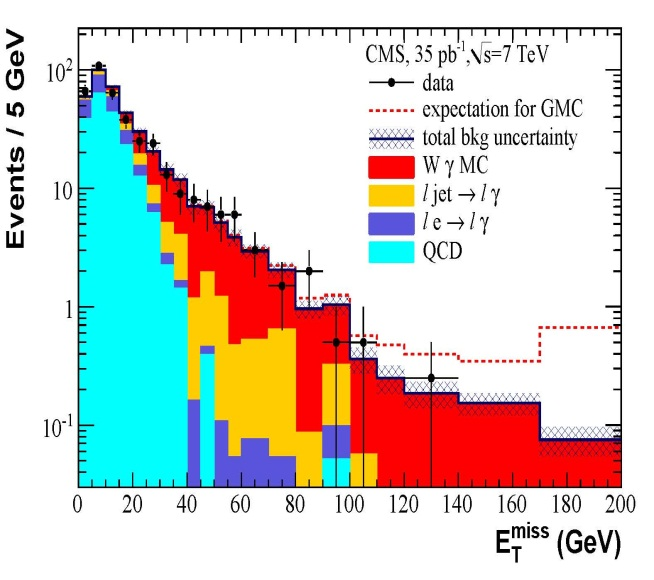 CMS, 35 pb⁻¹,√s=7 TeV
data
expectation for GMC
total bkg uncertainty
W γ MC
l jet → l γ
l e → l γ
QCD
Events / 5 GeV
10²
10
1
10⁻¹
0 20 40 60 80 100 120 140 160 180 200
E_T^miss (GeV)